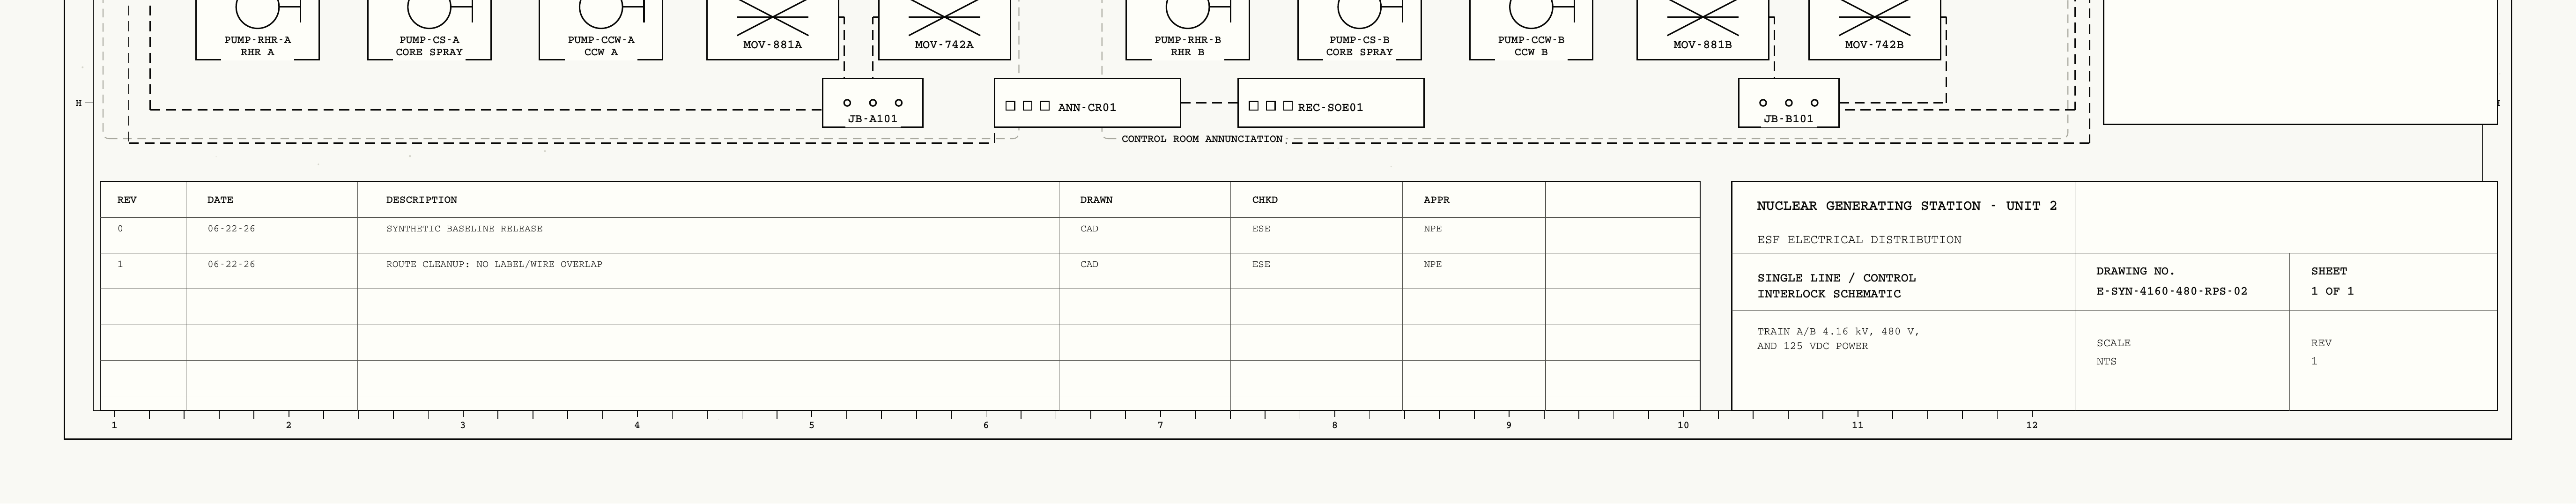 PUMP-RHR-A
RHR A
PUMP-CS-A
CORE SPRAY
PUMP-CCW-A
CCW A
MOV-881A
MOV-742A
PUMP-RHR-B
RHR B
PUMP-CS-B
CORE SPRAY
PUMP-CCW-B
CCW B
MOV-881B
MOV-742B
H
JB-A101
ANN-CR01
REC-SOE01
JB-B101
CONTROL ROOM ANNUNCIATION
REV DATE DESCRIPTION DRAWN CHKD APPR
0 06-22-26 SYNTHETIC BASELINE RELEASE CAD ESE NPE
1 06-22-26 ROUTE CLEANUP: NO LABEL/WIRE OVERLAP CAD ESE NPE
NUCLEAR GENERATING STATION - UNIT 2
ESF ELECTRICAL DISTRIBUTION
SINGLE LINE / CONTROL
INTERLOCK SCHEMATIC
DRAWING NO.
E-SYN-4160-480-RPS-02
SHEET
1 OF 1
TRAIN A/B 4.16 kV, 480 V,
AND 125 VDC POWER
SCALE
NTS
REV
1
1 2 3 4 5 6 7 8 9 10 11 12